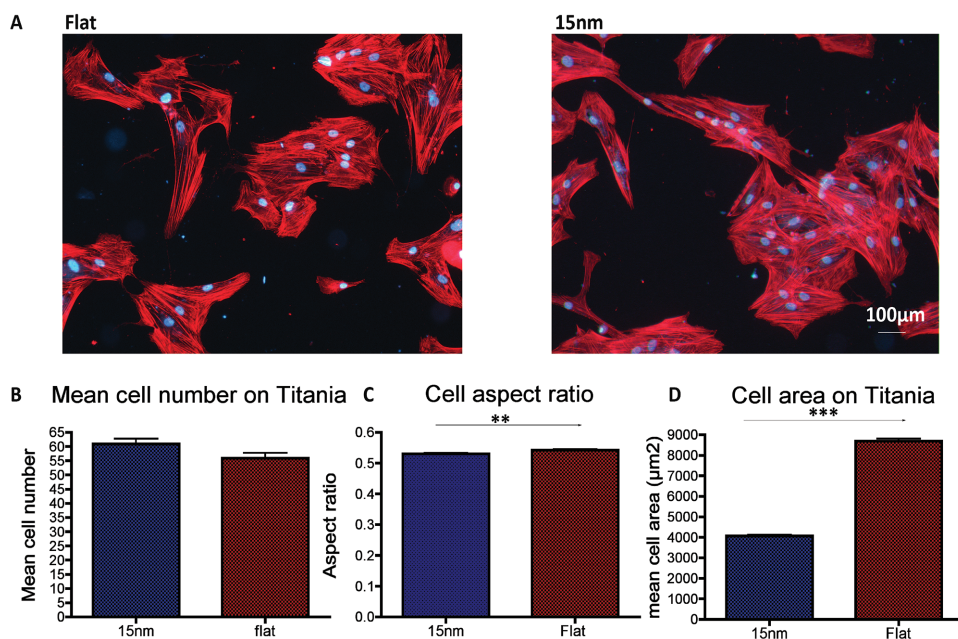 A
Flat
15nm
100µm
B
Mean cell number on Titania
Mean cell number
65
60
55
50
45
40
35
30
25
20
15
10
5
0
15nm
flat
C
Cell aspect ratio
**
Aspect ratio
0.6
0.5
0.4
0.3
0.2
0.1
0.0
15nm
Flat
D
Cell area on Titania
***
mean cell area (µm2)
9000
8000
7000
6000
5000
4000
3000
2000
1000
0
15nm
Flat